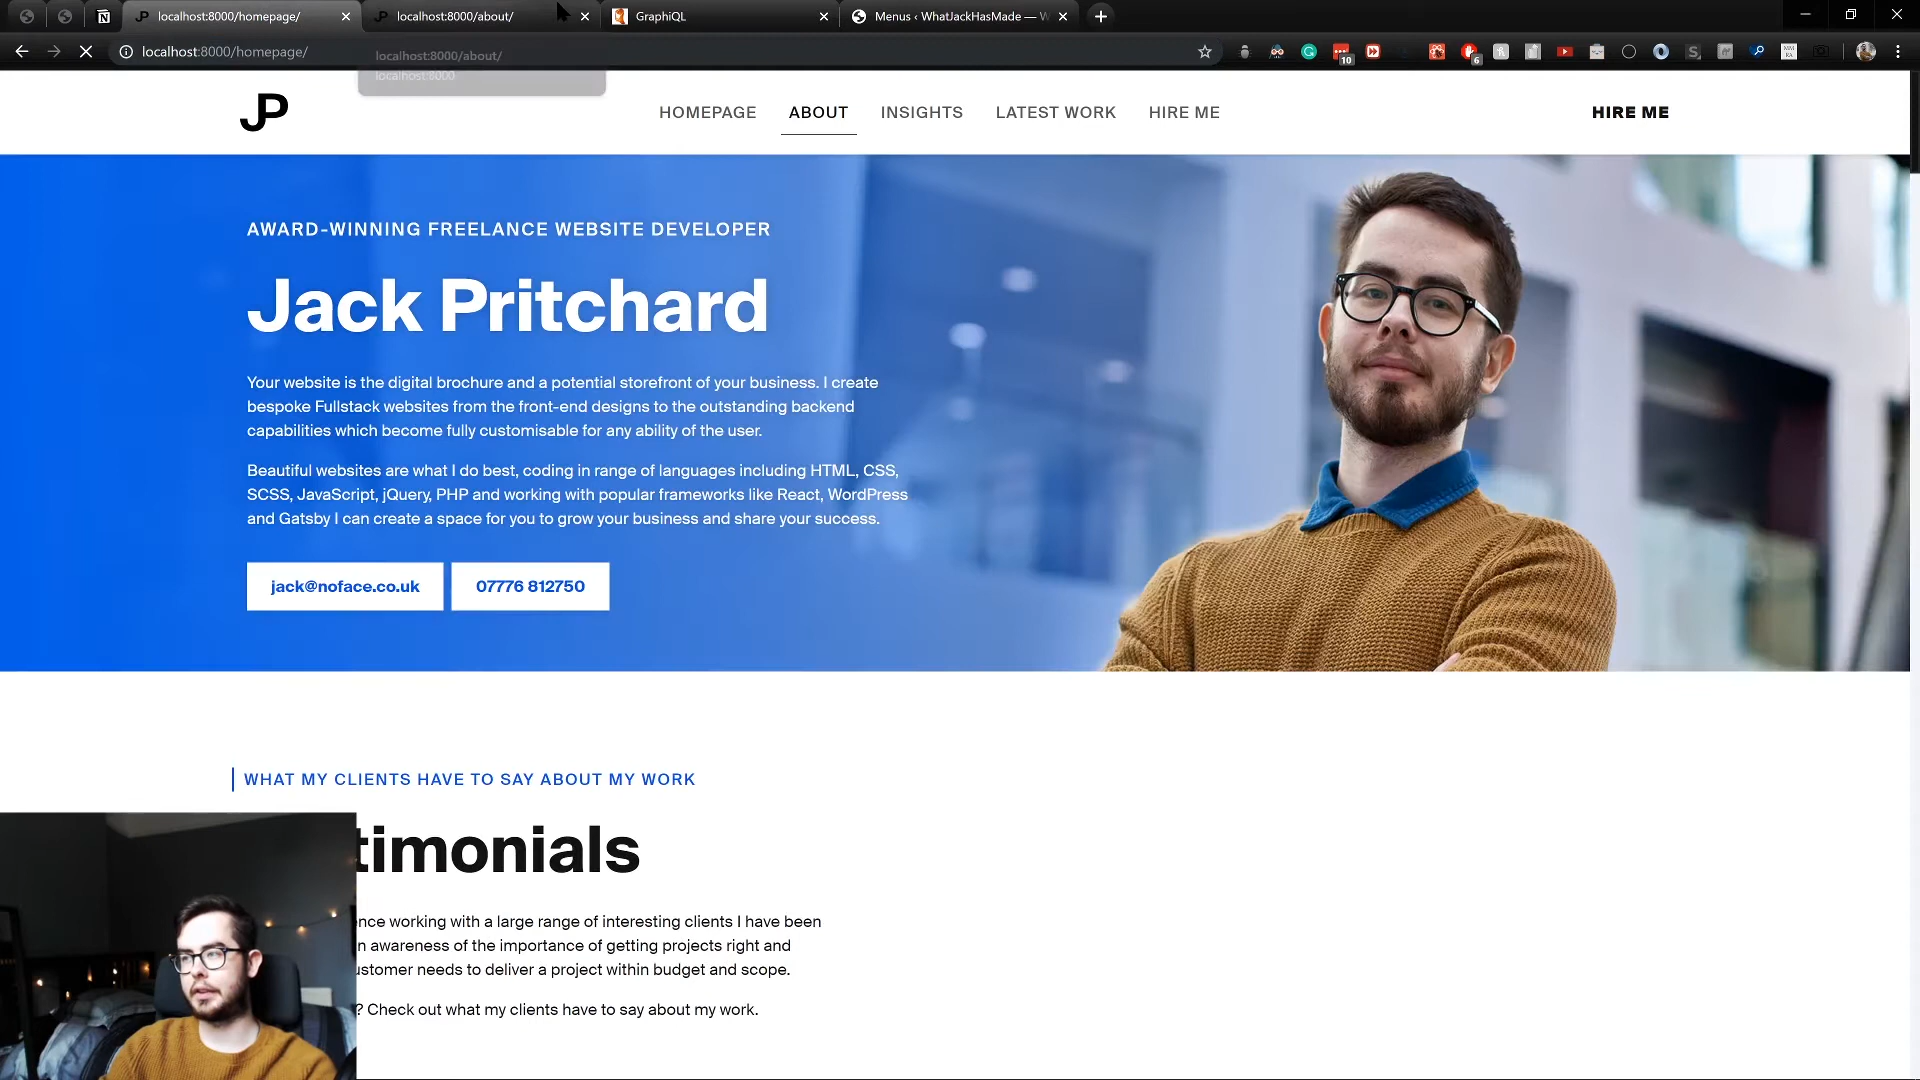 localhost:8000/homepage/
localhost:8000/about/
GraphiQL
Menus ‹ WhatJackHasMade — W
localhost:8000/homepage/
localhost:8000/about/
localhost:8000
10
6
JP
HOMEPAGE
ABOUT
INSIGHTS
LATEST WORK
HIRE ME
HIRE ME
AWARD-WINNING FREELANCE WEBSITE DEVELOPER
Jack Pritchard
Your website is the digital brochure and a potential storefront of your business. I create
bespoke Fullstack websites from the front-end designs to the outstanding backend
capabilities which become fully customisable for any ability of the user.
Beautiful websites are what I do best, coding in range of languages including HTML, CSS,
SCSS, JavaScript, jQuery, PHP and working with popular frameworks like React, WordPress
and Gatsby I can create a space for you to grow your business and share your success.
jack@noface.co.uk
07776 812750
WHAT MY CLIENTS HAVE TO SAY ABOUT MY WORK
timonials
nce working with a large range of interesting clients I have been
n awareness of the importance of getting projects right and
ustomer needs to deliver a project within budget and scope.
? Check out what my clients have to say about my work.